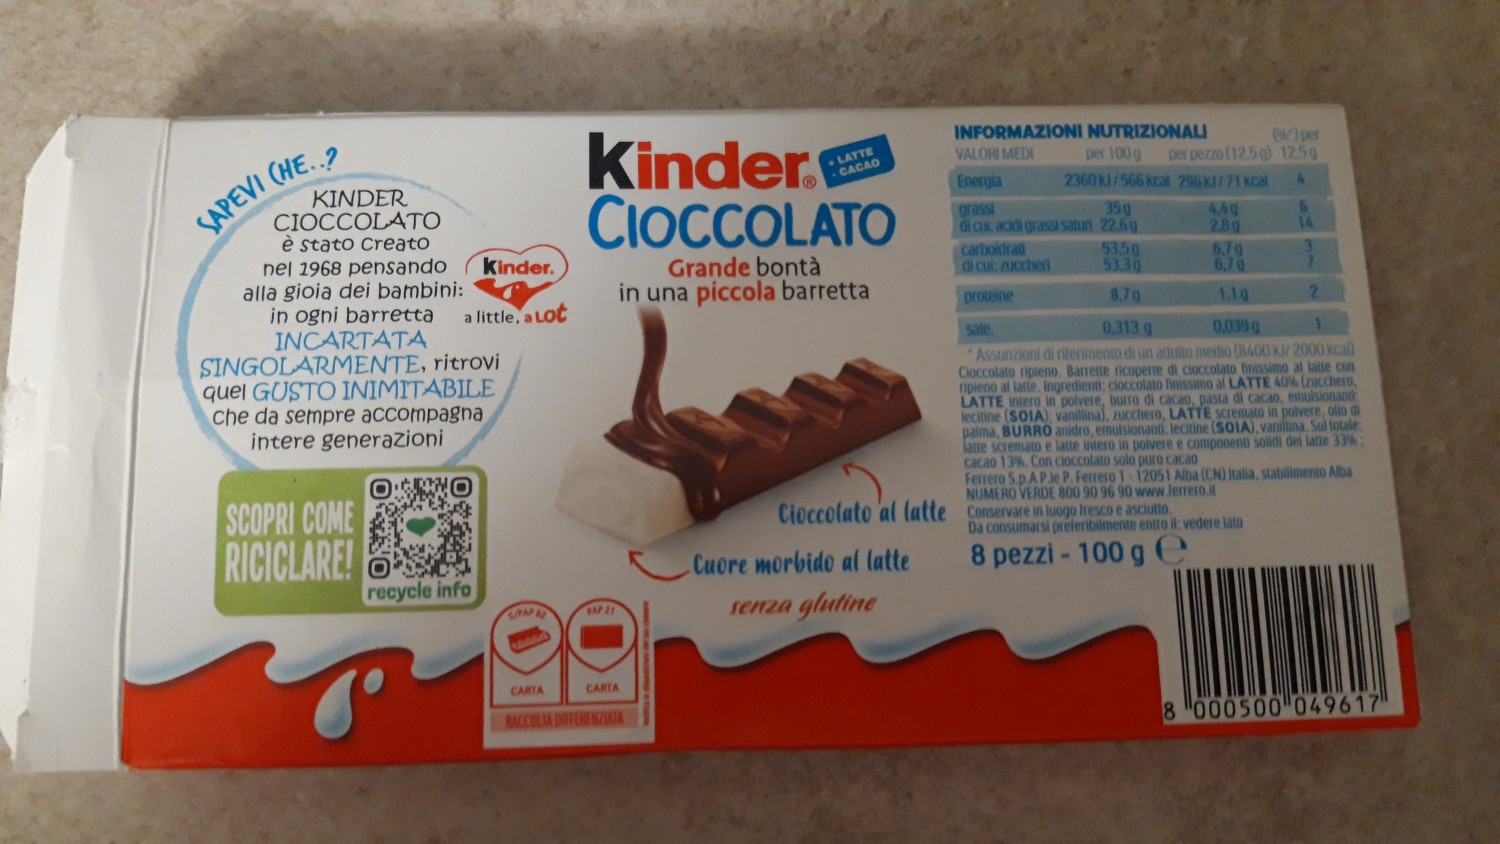 SAPEVI CHE..?
KINDER
CIOCCOLATO
è stato creato
nel 1968 pensando
alla gioia dei bambini:
in ogni barretta
INCARTATA
SINGOLARMENTE, ritrovi
quel GUSTO INIMITABILE
che da sempre accompagna
intere generazioni
Kinder.
a little, a LOT
SCOPRI COME
RICICLARE!
recycle info
Kinder®
+ LATTE
- CACAO
CIOCCOLATO
Grande bontà
in una piccola barretta
Cioccolato al latte
Cuore morbido al latte
senza glutine
C/PAP 82
CARTA
PAP 21
CARTA
RACCOLTA DIFFERENZIATA
INFORMAZIONI NUTRIZIONALI (%*) per
VALORI MEDI per 100 g per pezzo (12,5 g) 12,5 g
Energia 2360 kJ / 566 kcal 296 kJ / 71 kcal 4
grassi 35 g 4,4 g 6
di cui: acidi grassi saturi 22,6 g 2,8 g 14
carboidrati 53,5 g 6,7 g 3
di cui: zuccheri 53,3 g 6,7 g 7
proteine 8,7 g 1,1 g 2
sale 0,313 g 0,039 g 1
* Assunzioni di riferimento di un adulto medio (8400 kJ/ 2000 kcal)
Cioccolato ripieno. Barrette ricoperte di cioccolato finissimo al latte con
ripieno al latte. Ingredienti: cioccolato finissimo al LATTE 40% (zucchero,
LATTE intero in polvere, burro di cacao, pasta di cacao, emulsionanti:
lecitine (SOIA); vanillina), zucchero, LATTE scremato in polvere, olio di
palma, BURRO anidro, emulsionanti: lecitine (SOIA), vanillina. Sul totale:
latte scremato e latte intero in polvere e componenti solidi del latte 33% ;
cacao 13%. Con cioccolato solo puro cacao
Ferrero S.p.A P.le P. Ferrero 1 - 12051 Alba (CN) Italia, stabilimento Alba
NUMERO VERDE 800 90 96 90 www.ferrero.it
Conservare in luogo fresco e asciutto.
Da consumarsi preferibilmente entro il: vedere lato
8 pezzi - 100 g ℮
8 000500 049617